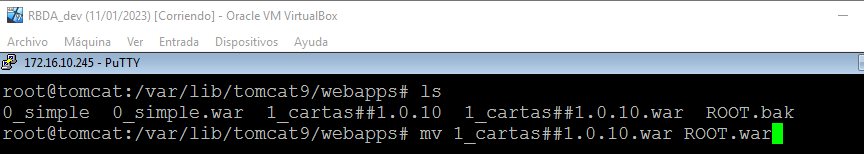 RBDA_dev (11/01/2023) [Corriendo] - Oracle VM VirtualBox
Archivo Máquina Ver Entrada Dispositivos Ayuda
172.16.10.245 - PuTTY
root@tomcat:/var/lib/tomcat9/webapps# ls
0_simple  0_simple.war  1_cartas##1.0.10  1_cartas##1.0.10.war  ROOT.bak
root@tomcat:/var/lib/tomcat9/webapps# mv 1_cartas##1.0.10.war ROOT.war